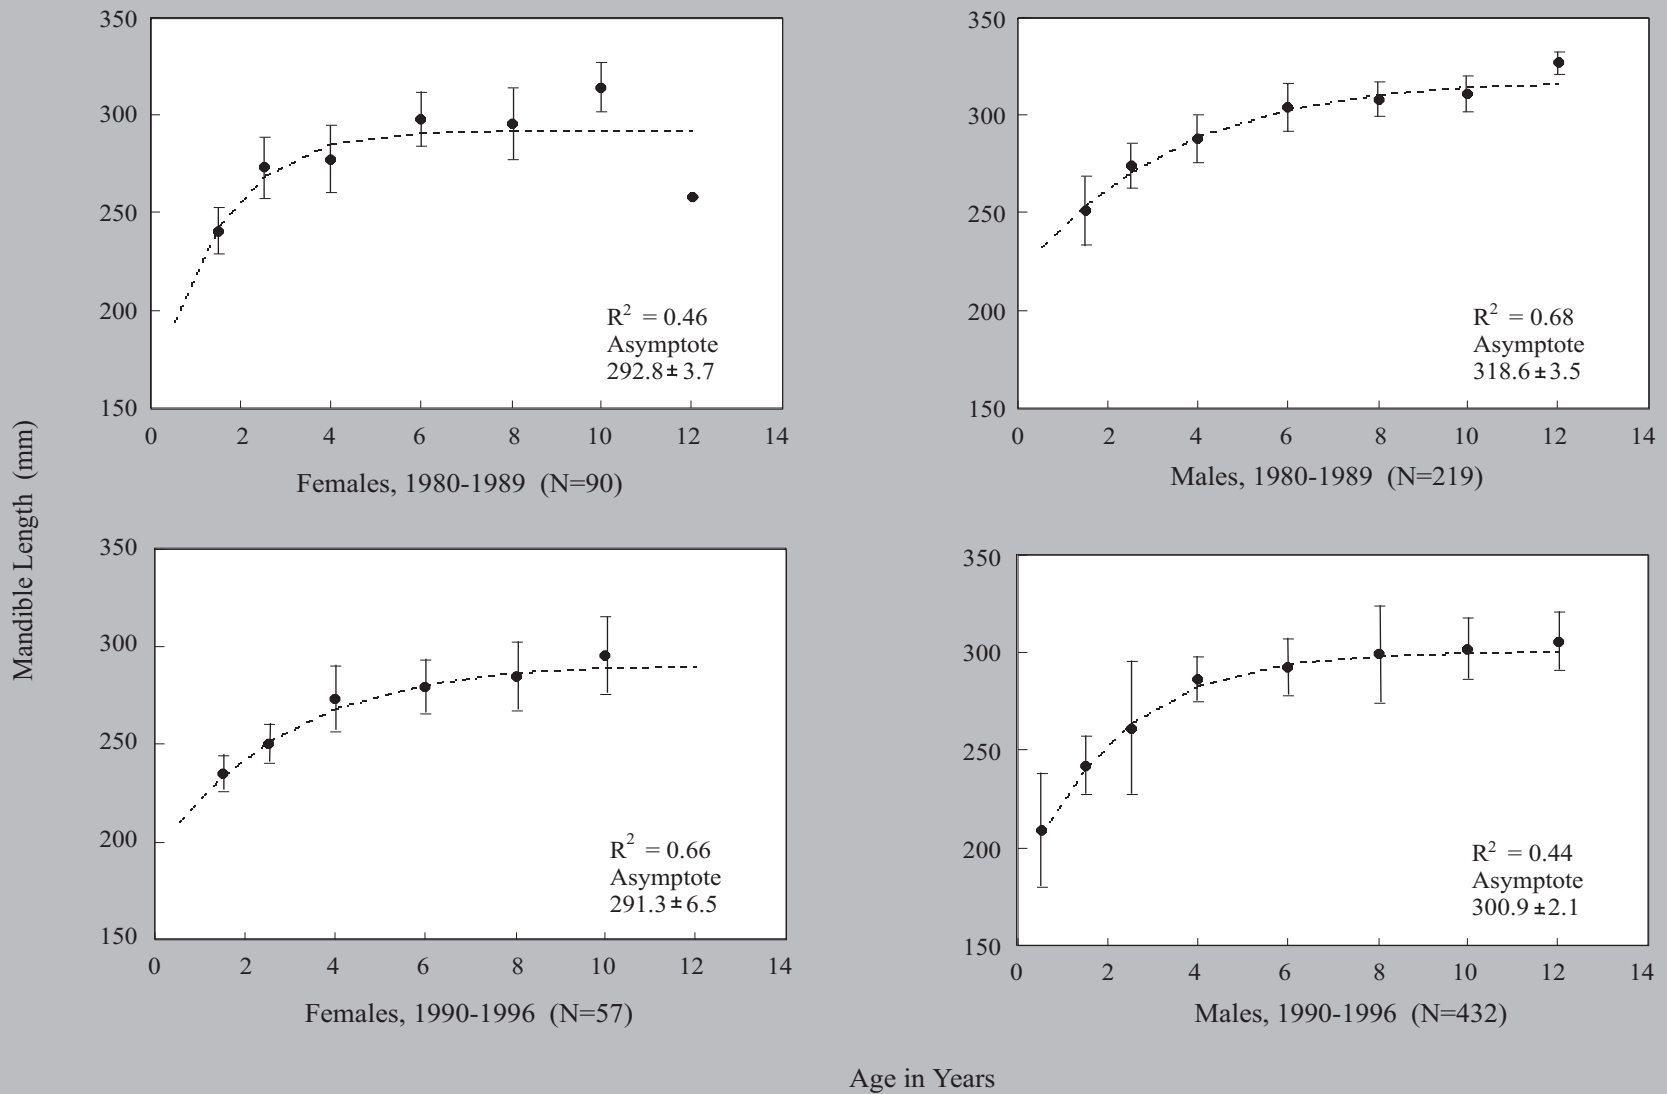 Mandible Length (mm)
350
300
250
200
150
0 2 4 6 8 10 12 14
R2 = 0.46
Asymptote
292.8 ± 3.7
Females, 1980-1989 (N=90)
350
300
250
200
150
0 2 4 6 8 10 12 14
R2 = 0.68
Asymptote
318.6 ± 3.5
Males, 1980-1989 (N=219)
350
300
250
200
150
0 2 4 6 8 10 12 14
R2 = 0.66
Asymptote
291.3 ± 6.5
Females, 1990-1996 (N=57)
350
300
250
200
150
0 2 4 6 8 10 12 14
R2 = 0.44
Asymptote
300.9 ± 2.1
Males, 1990-1996 (N=432)
Age in Years